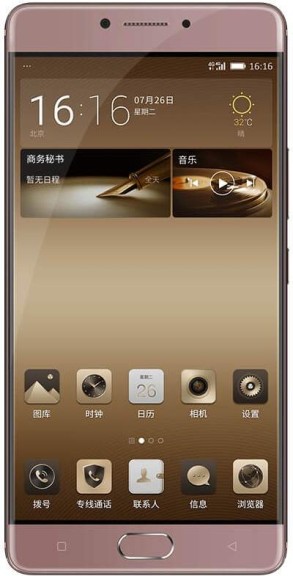 4G 16:16
16:16 07月26日
星期二
北京
32℃
晴
商务秘书
暂无日程 全天
音乐
星期二
26
图库 时钟 日历 相机 设置
拨号 专线通话 联系人 信息 浏览器